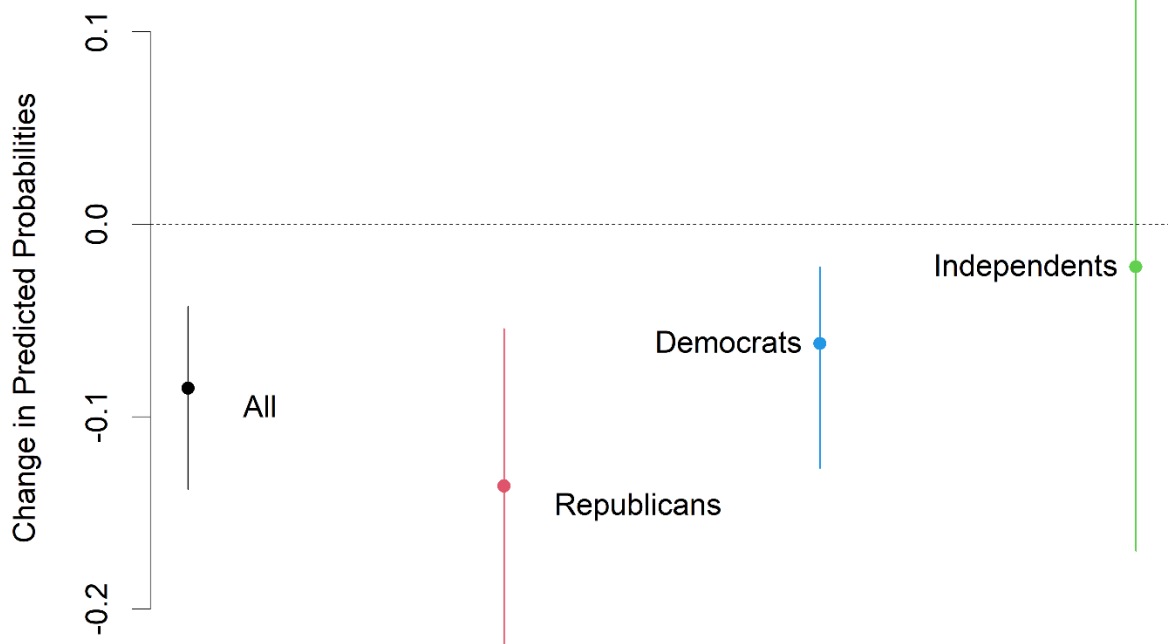 Change in Predicted Probabilities
0.1
0.0
-0.1
-0.2
All
Republicans
Democrats
Independents